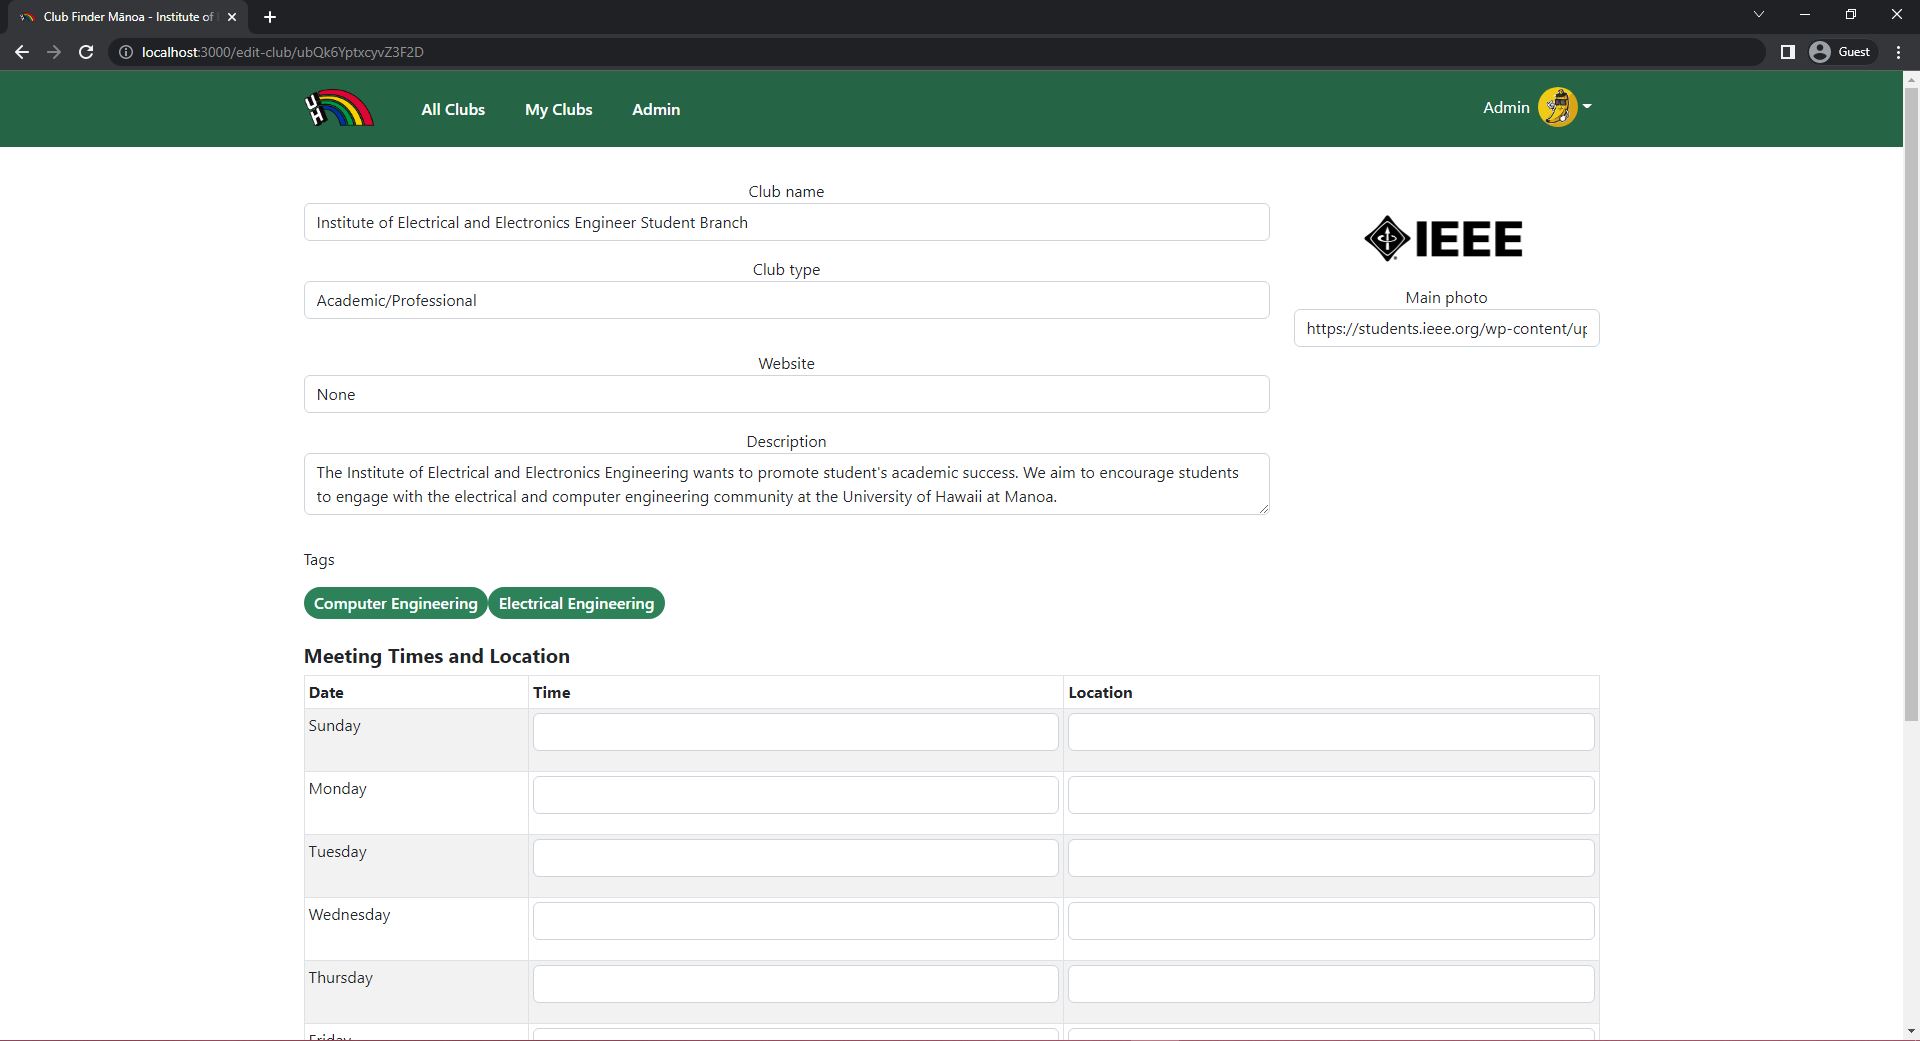 Club Finder Mānoa - Institute of
localhost:3000/edit-club/ubQk6YptxcyvZ3F2D
Guest
UH
All Clubs
My Clubs
Admin
Admin
Club name
Institute of Electrical and Electronics Engineer Student Branch
Club type
Academic/Professional
IEEE
Main photo
https://students.ieee.org/wp-content/up
Website
None
Description
The Institute of Electrical and Electronics Engineering wants to promote student's academic success. We aim to encourage students
to engage with the electrical and computer engineering community at the University of Hawaii at Manoa.
Tags
Computer Engineering Electrical Engineering
Meeting Times and Location
Date Time Location
Sunday
Monday
Tuesday
Wednesday
Thursday
Friday